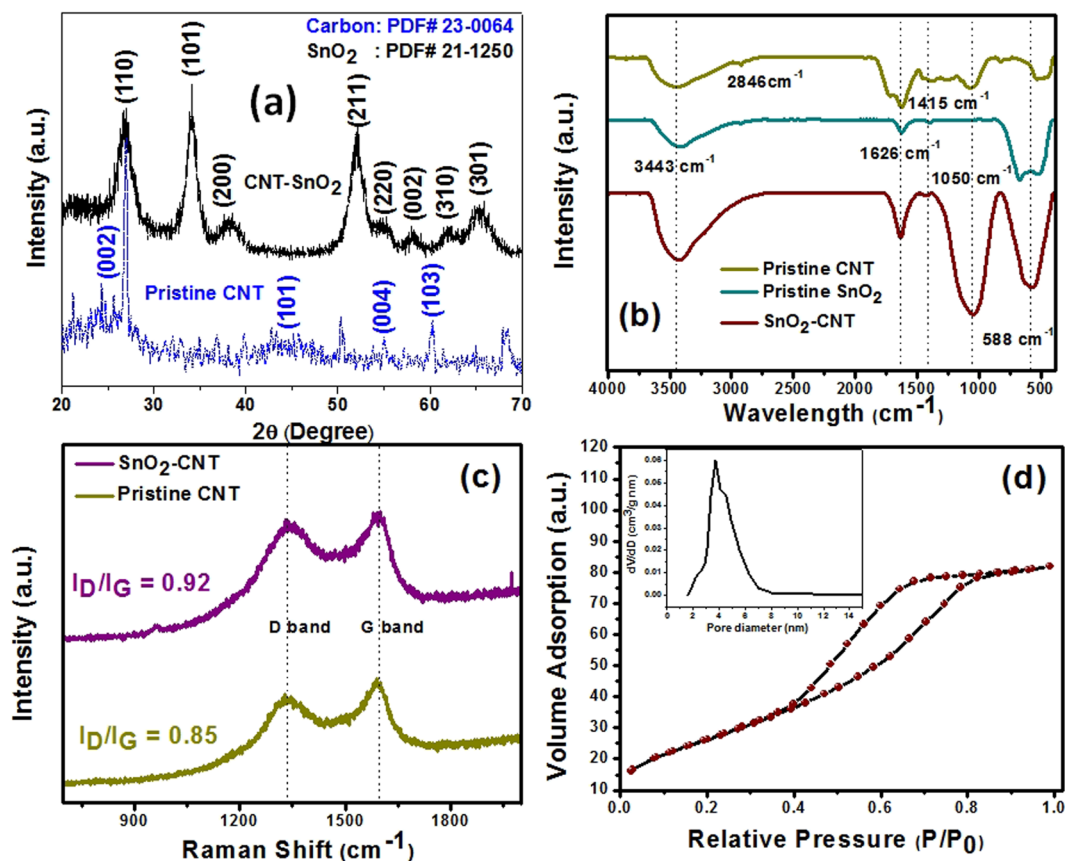 Carbon: PDF# 23-0064
SnO2 : PDF# 21-1250
(a)
(110)
(101)
(200)
(211)
(220)
(002)
(310)
(301)
CNT-SnO2
(002)
Pristine CNT
(101)
(004)
(103)
Intensity (a.u.)
20 30 40 50 60 70
2θ (Degree)
(b)
2846cm-1
1415 cm-1
3443 cm-1
1626 cm-1
1050 cm-1
588 cm-1
Pristine CNT
Pristine SnO2
SnO2-CNT
Intensity (a.u.)
4000 3500 3000 2500 2000 1500 1000 500
Wavelength (cm-1)
(c)
SnO2-CNT
Pristine CNT
ID/IG = 0.92
D band
G band
ID/IG = 0.85
Intensity (a.u.)
900 1200 1500 1800
Raman Shift (cm-1)
(d)
Volume Adsorption (a.u.)
120
110
100
90
80
70
60
50
40
30
20
10
0.0 0.2 0.4 0.6 0.8 1.0
Relative Pressure (P/P0)
dV/dD (cm3/g nm)
0.06
0.05
0.04
0.03
0.02
0.01
0.00
0 2 4 6 8 10 12 14
Pore diameter (nm)